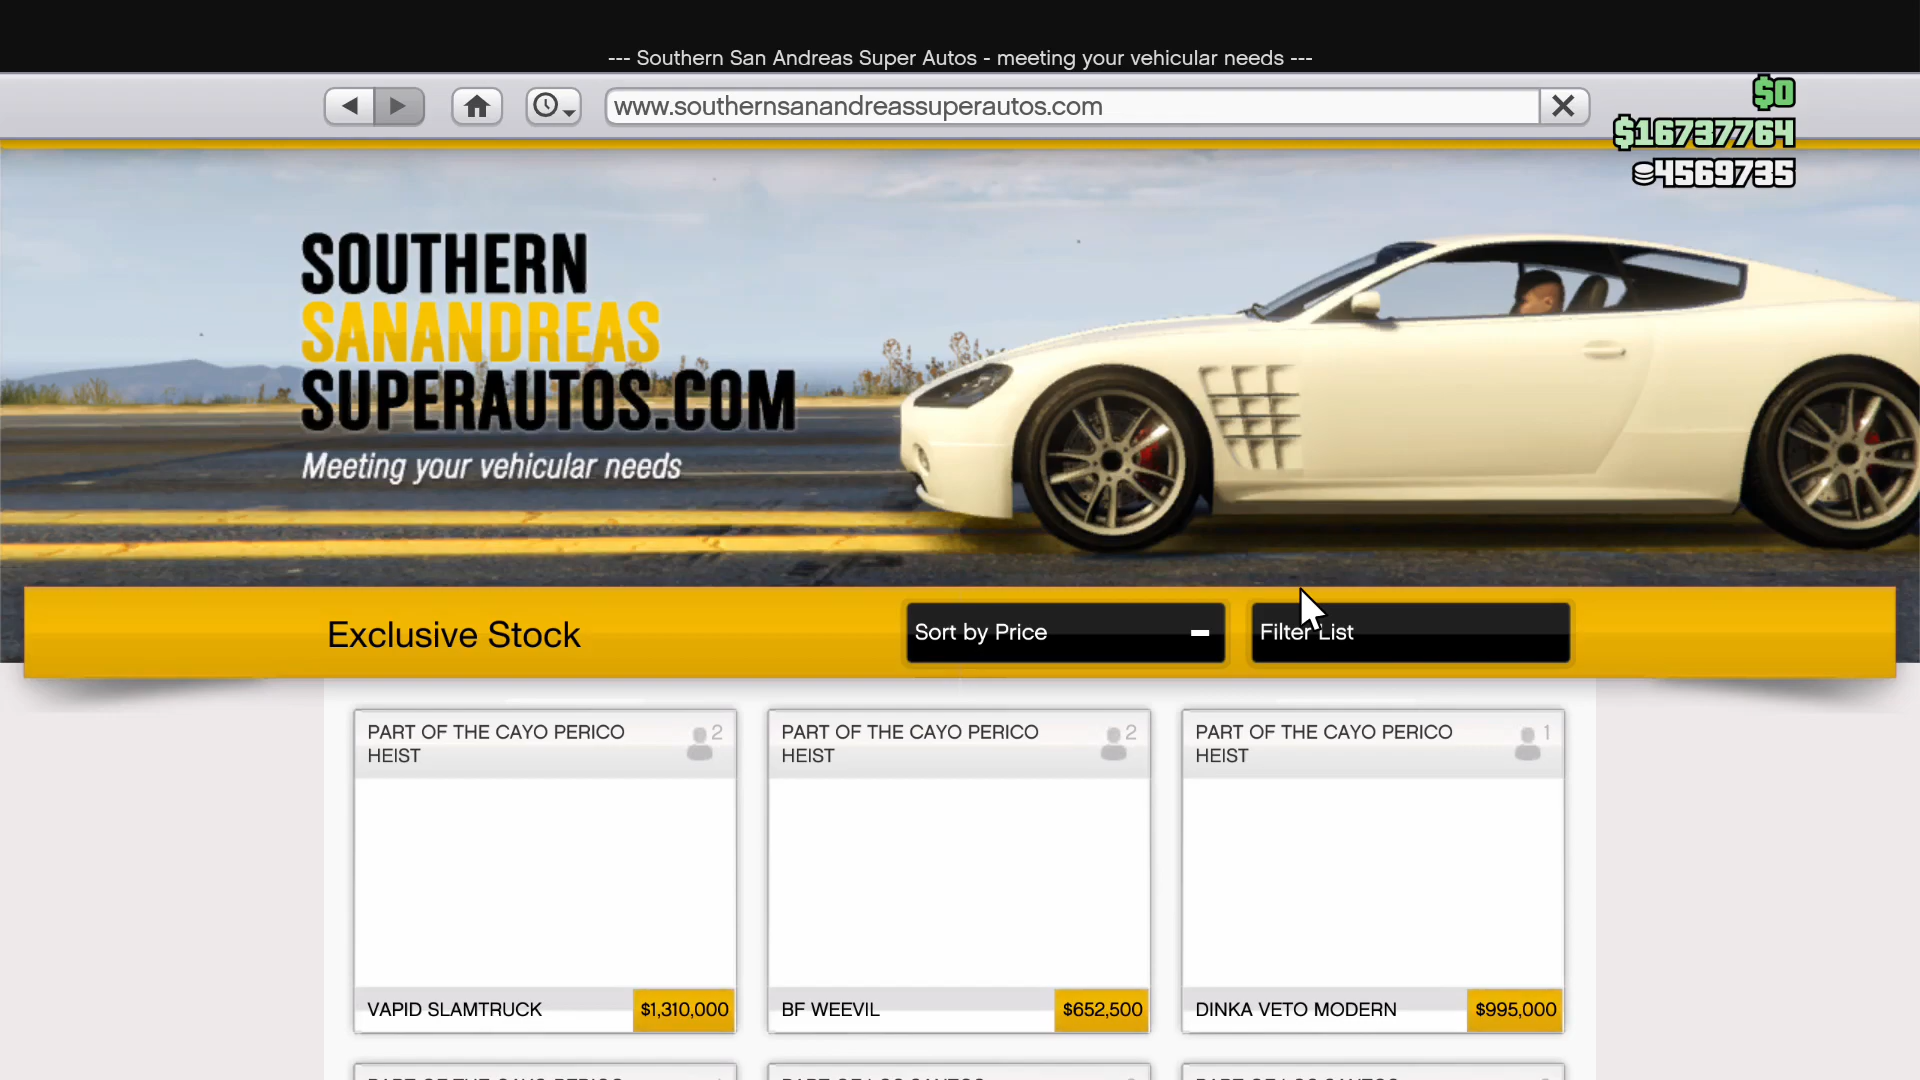 --- Southern San Andreas Super Autos - meeting your vehicular needs ---
www.southernsanandreassuperautos.com
$0
$16737764
4569735
SOUTHERN
SANANDREAS
SUPERAUTOS.COM
Meeting your vehicular needs
Exclusive Stock
Sort by Price
Filter List
PART OF THE CAYO PERICO
HEIST
2
PART OF THE CAYO PERICO
HEIST
2
PART OF THE CAYO PERICO
HEIST
1
VAPID SLAMTRUCK
$1,310,000
BF WEEVIL
$652,500
DINKA VETO MODERN
$995,000